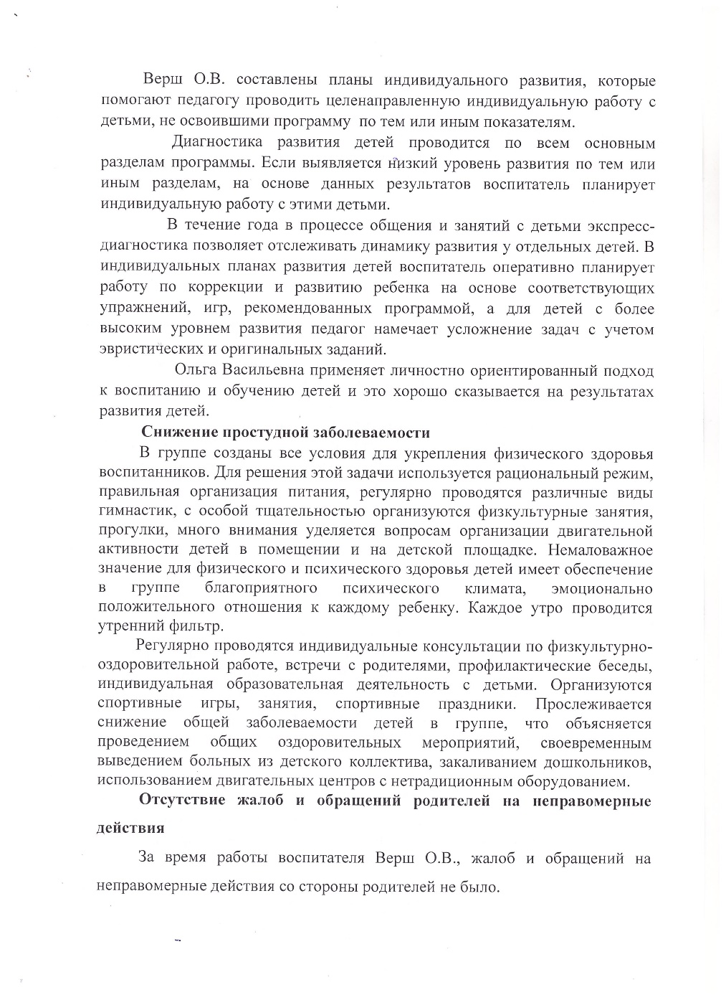 Верш О.В. составлены планы индивидуального развития, которые
помогают педагогу проводить целенаправленную индивидуальную работу с
детьми, не освоившими программу по тем или иным показателям.
Диагностика развития детей проводится по всем основным
разделам программы. Если выявляется низкий уровень развития по тем или
иным разделам, на основе данных результатов воспитатель планирует
индивидуальную работу с этими детьми.
В течение года в процессе общения и занятий с детьми экспресс-
диагностика позволяет отслеживать динамику развития у отдельных детей. В
индивидуальных планах развития детей воспитатель оперативно планирует
работу по коррекции и развитию ребенка на основе соответствующих
упражнений, игр, рекомендованных программой, а для детей с более
высоким уровнем развития педагог намечает усложнение задач с учетом
эвристических и оригинальных заданий.
Ольга Васильевна применяет личностно ориентированный подход
к воспитанию и обучению детей и это хорошо сказывается на результатах
развития детей.
Снижение простудной заболеваемости
В группе созданы все условия для укрепления физического здоровья
воспитанников. Для решения этой задачи используется рациональный режим,
правильная организация питания, регулярно проводятся различные виды
гимнастик, с особой тщательностью организуются физкультурные занятия,
прогулки, много внимания уделяется вопросам организации двигательной
активности детей в помещении и на детской площадке. Немаловажное
значение для физического и психического здоровья детей имеет обеспечение
в группе благоприятного психического климата, эмоционально
положительного отношения к каждому ребенку. Каждое утро проводится
утренний фильтр.
Регулярно проводятся индивидуальные консультации по физкультурно-
оздоровительной работе, встречи с родителями, профилактические беседы,
индивидуальная образовательная деятельность с детьми. Организуются
спортивные игры, занятия, спортивные праздники. Прослеживается
снижение общей заболеваемости детей в группе, что объясняется
проведением общих оздоровительных мероприятий, своевременным
выведением больных из детского коллектива, закаливанием дошкольников,
использованием двигательных центров с нетрадиционным оборудованием.
Отсутствие жалоб и обращений родителей на неправомерные
действия
За время работы воспитателя Верш О.В., жалоб и обращений на
неправомерные действия со стороны родителей не было.